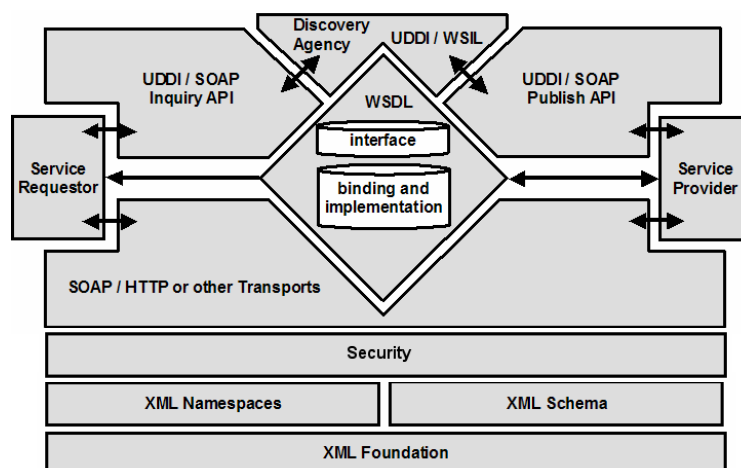 Discovery
Agency
UDDI / WSIL
UDDI / SOAP
Inquiry API
UDDI / SOAP
Publish API
WSDL
interface
binding and
implementation
Service
Requestor
Service
Provider
SOAP / HTTP or other Transports
Security
XML Namespaces
XML Schema
XML Foundation